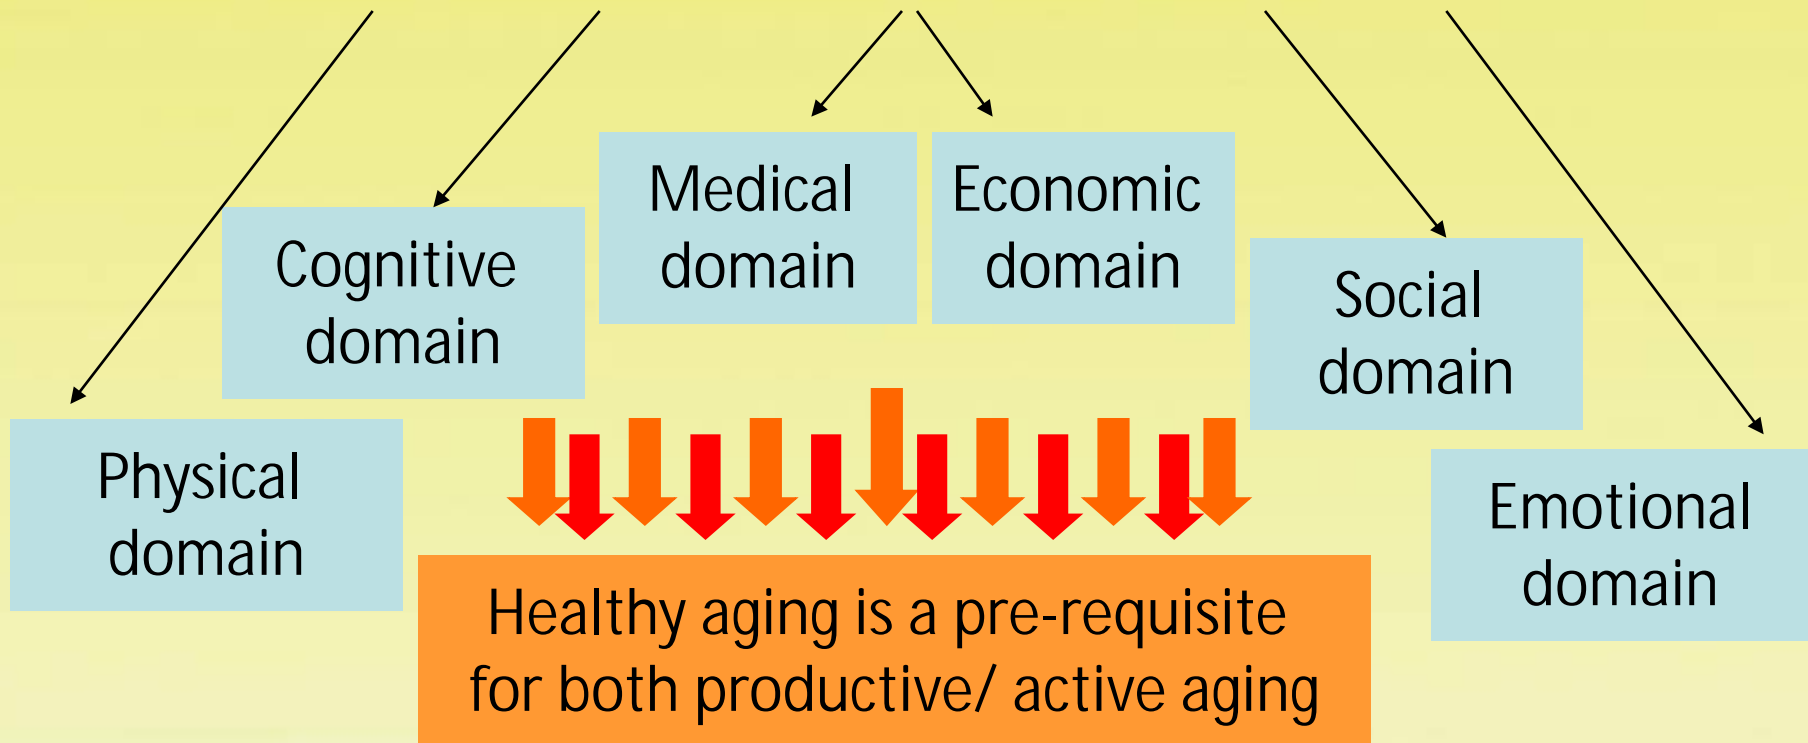 Medical
domain
Economic
domain
Cognitive
domain
Social
domain
Physical
domain
Emotional
domain
Healthy aging is a pre-requisite
for both productive/ active aging